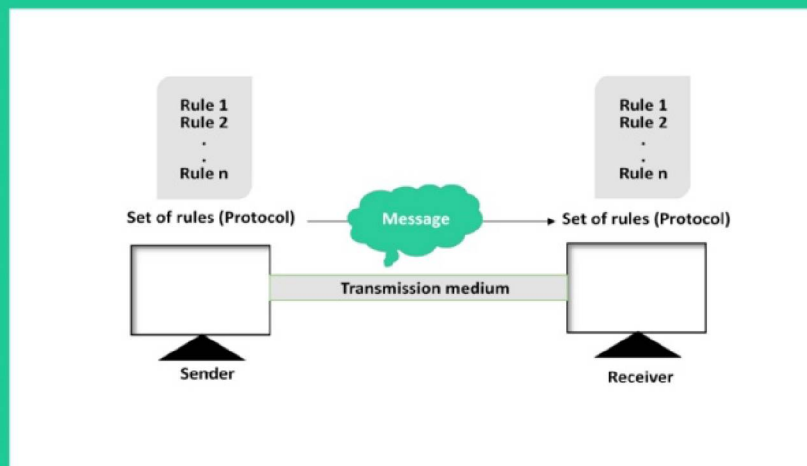 Rule 1
Rule 2
.
.
Rule n
Set of rules (Protocol)
Message
Rule 1
Rule 2
.
.
Rule n
Set of rules (Protocol)
Transmission medium
Sender
Receiver